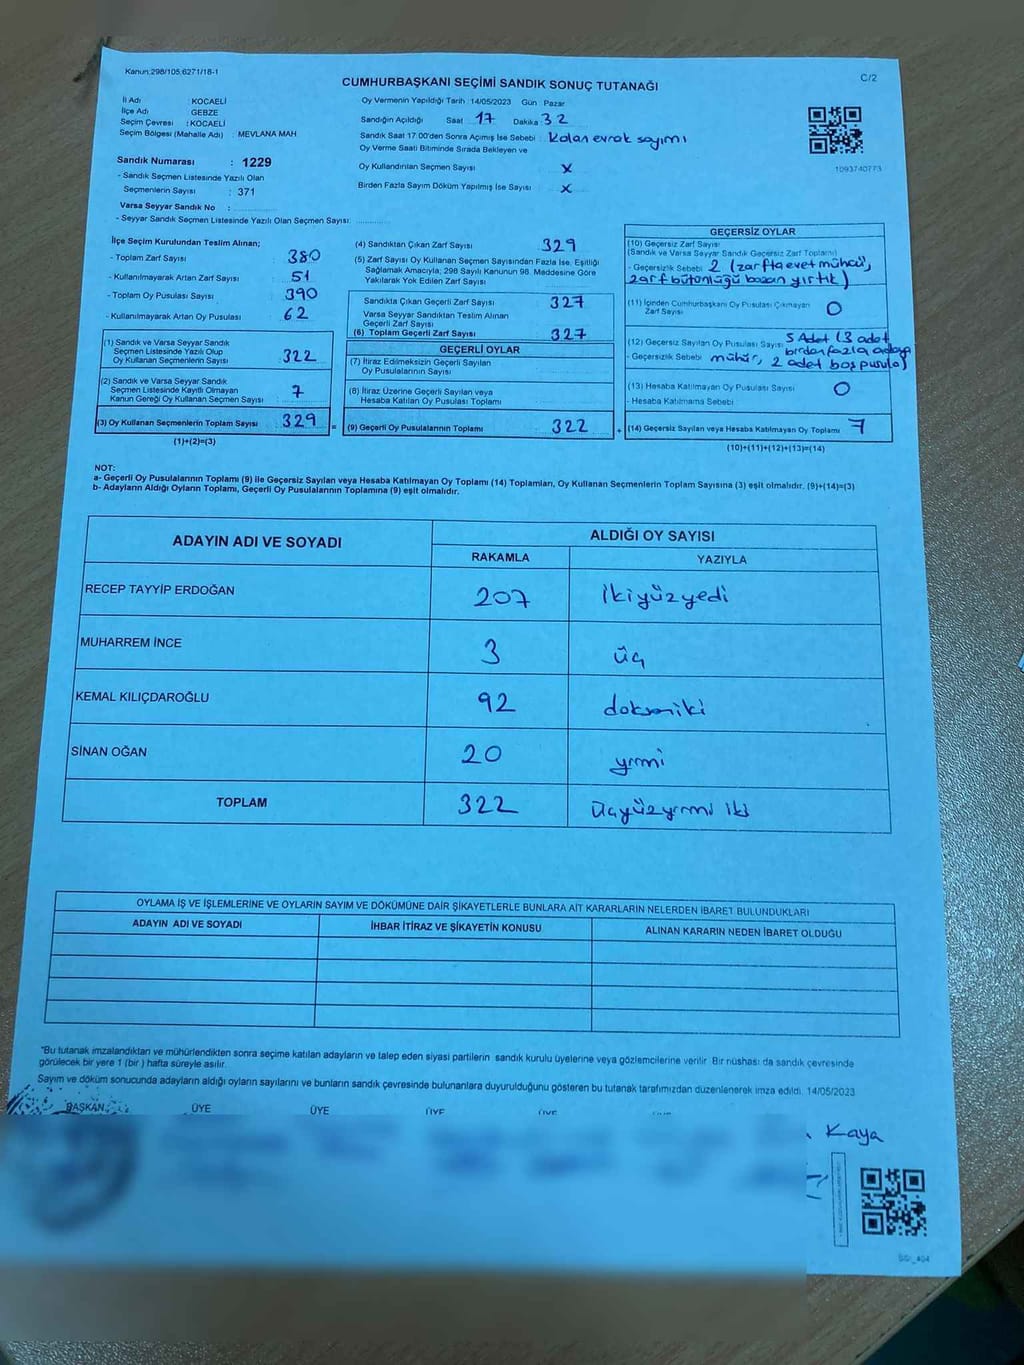 Kanun:298/105;6271/18-1
C/2
CUMHURBAŞKANI SEÇİMİ SANDIK SONUÇ TUTANAĞI
İl Adı : KOCAELİ
İlçe Adı : GEBZE
Seçim Çevresi : KOCAELİ
Seçim Bölgesi (Mahalle Adı) : MEVLANA MAH
Sandık Numarası : 1229
- Sandık Seçmen Listesinde Yazılı Olan
Seçmenlerin Sayısı : 371
Varsa Seyyar Sandık No :
- Seyyar Sandık Seçmen Listesinde Yazılı Olan Seçmen Sayısı:
Oy Vermenin Yapıldığı Tarih 14/05/2023 Gün Pazar
Sandığın Açıldığı Saat 17 Dakika 32
Sandık Saat 17:00'den Sonra Açımış İse Sebebi : Kalan evrak sayımı
Oy Verme Saati Bitiminde Sırada Bekleyen ve
Oy Kullandırılan Seçmen Sayısı X
Birden Fazla Sayım Döküm Yapılmış İse Sayısı X
1093740773
İlçe Seçim Kurulundan Teslim Alınan;
- Toplam Zarf Sayısı : 380
- Kullanılmayarak Artan Zarf Sayısı : 51
- Toplam Oy Pusulası Sayısı : 390
- Kullanılmayarak Artan Oy Pusulası : 62
(1) Sandık ve Varsa Seyyar Sandık
Seçmen Listesinde Yazılı Olup
Oy Kullanan Seçmenlerin Sayısı 322
(2) Sandık ve Varsa Seyyar Sandık
Seçmen Listesinde Kayıtlı Olmayan
Kanun Gereği Oy Kullanan Seçmen Sayısı 7
(3) Oy Kullanan Seçmenlerin Toplam Sayısı 329
=
(1)+(2)=(3)
(4) Sandıktan Çıkan Zarf Sayısı 329
(5) Zarf Sayısı Oy Kullanan Seçmen Sayısından Fazla İse, Eşitliği
Sağlamak Amacıyla; 298 Sayılı Kanunun 98. Maddesine Göre
Yakılarak Yok Edilen Zarf Sayısı
Sandıkta Çıkan Geçerli Zarf Sayısı 327
Varsa Seyyar Sandıktan Teslim Alınan
Geçerli Zarf Sayısı
(6) Toplam Geçerli Zarf Sayısı 327
GEÇERLİ OYLAR
(7) İtiraz Edilmeksizin Geçerli Sayılan
Oy Pusulalarının Sayısı
(8) İtiraz Üzerine Geçerli Sayılan veya
Hesaba Katılan Oy Pusulası Toplamı
(9) Geçerli Oy Pusulalarının Toplamı 322
+
GEÇERSİZ OYLAR
(10) Geçersiz Zarf Sayısı
(Sandık ve Varsa Seyyar Sandık Geçersiz Zarf Toplamı)
- Geçersizlik Sebebi 2 (zarfta evet mühcü,
zarf bütünlüğü bozan yırtık)
(11) İçinden Cumhurbaşkanı Oy Pusulası Çıkmayan
Zarf Sayısı 0
(12) Geçersiz Sayılan Oy Pusulası Sayısı 5 Adet (3 adet
birden fazla adaya
- Geçersizlik Sebebi mühür, 2 adet boş pusula)
(13) Hesaba Katılmayan Oy Pusulası Sayısı 0
- Hesaba Katılmama Sebebi
(14) Geçersiz Sayılan veya Hesaba Katılmayan Oy Toplamı 7
(10)+(11)+(12)+(13)=(14)
NOT:
a- Geçerli Oy Pusulalarının Toplamı (9) ile Geçersiz Sayılan veya Hesaba Katılmayan Oy Toplamı (14) Toplamları, Oy Kullanan Seçmenlerin Toplam Sayısına (3) eşit olmalıdır. (9)+(14)=(3)
b- Adayların Aldığı Oyların Toplamı, Geçerli Oy Pusulalarının Toplamına (9) eşit olmalıdır.
ADAYIN ADI VE SOYADI ALDIĞI OY SAYISI
RAKAMLA YAZIYLA
RECEP TAYYİP ERDOĞAN 207 ikiyüzyedi
MUHARREM İNCE 3 üç
KEMAL KILIÇDAROĞLU 92 doksaniki
SİNAN OĞAN 20 yrmi
TOPLAM 322 üçyüzyrmi iki
OYLAMA İŞ VE İŞLEMLERİNE VE OYLARIN SAYIM VE DÖKÜMÜNE DAİR ŞİKAYETLERLE BUNLARA AİT KARARLARIN NELERDEN İBARET BULUNDUKLARI
ADAYIN ADI VE SOYADI İHBAR İTİRAZ VE ŞİKAYETİN KONUSU ALINAN KARARIN NEDEN İBARET OLDUĞU
"Bu tutanak imzalandıktan ve mühürlendikten sonra seçime katılan adayların ve talep eden siyasi partilerin sandık kurulu üyelerine veya gözlemcilerine verilir. Bir nüshası da sandık çevresinde
görülecek bir yere 1 (bir) hafta süreyle asılır.
Sayım ve döküm sonucunda adayların aldığı oyların sayılarını ve bunların sandık çevresinde bulunanlara duyurulduğunu gösteren bu tutanak tarafımızdan düzenlenerek imza edildi. 14/05/2023
BAŞKAN ÜYE ÜYE ÜYE ÜYE
Kaya